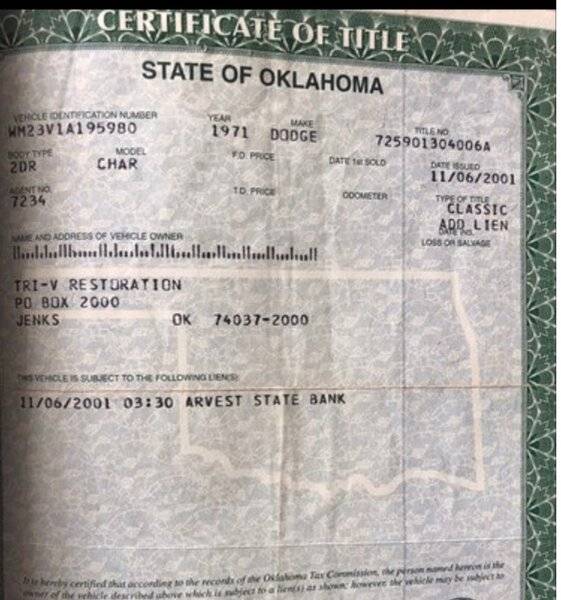 CERTIFICATE OF TITLE
STATE OF OKLAHOMA
VEHICLE IDENTIFICATION NUMBER YEAR MAKE TITLE NO.
WM23V1A195980 1971 DODGE 725901304006A
BODY TYPE MODEL F.D. PRICE DATE 1st SOLD DATE ISSUED
2DR CHAR 11/06/2001
AGENT NO. T.D. PRICE ODOMETER TYPE OF TITLE
7234 CLASSIC
ADD LIEN
NAME AND ADDRESS OF VEHICLE OWNER LOSS OR SALVAGE
TRI-V RESTORATION
PO BOX 2000
JENKS OK 74037-2000
THIS VEHICLE IS SUBJECT TO THE FOLLOWING LIEN(S)
11/06/2001 03:30 ARVEST STATE BANK
It is hereby certified that according to the records of the Oklahoma Tax Commission, the person named hereon is the
owner of the vehicle described above which is subject to a lien(s) as shown; however, the vehicle may be subject to